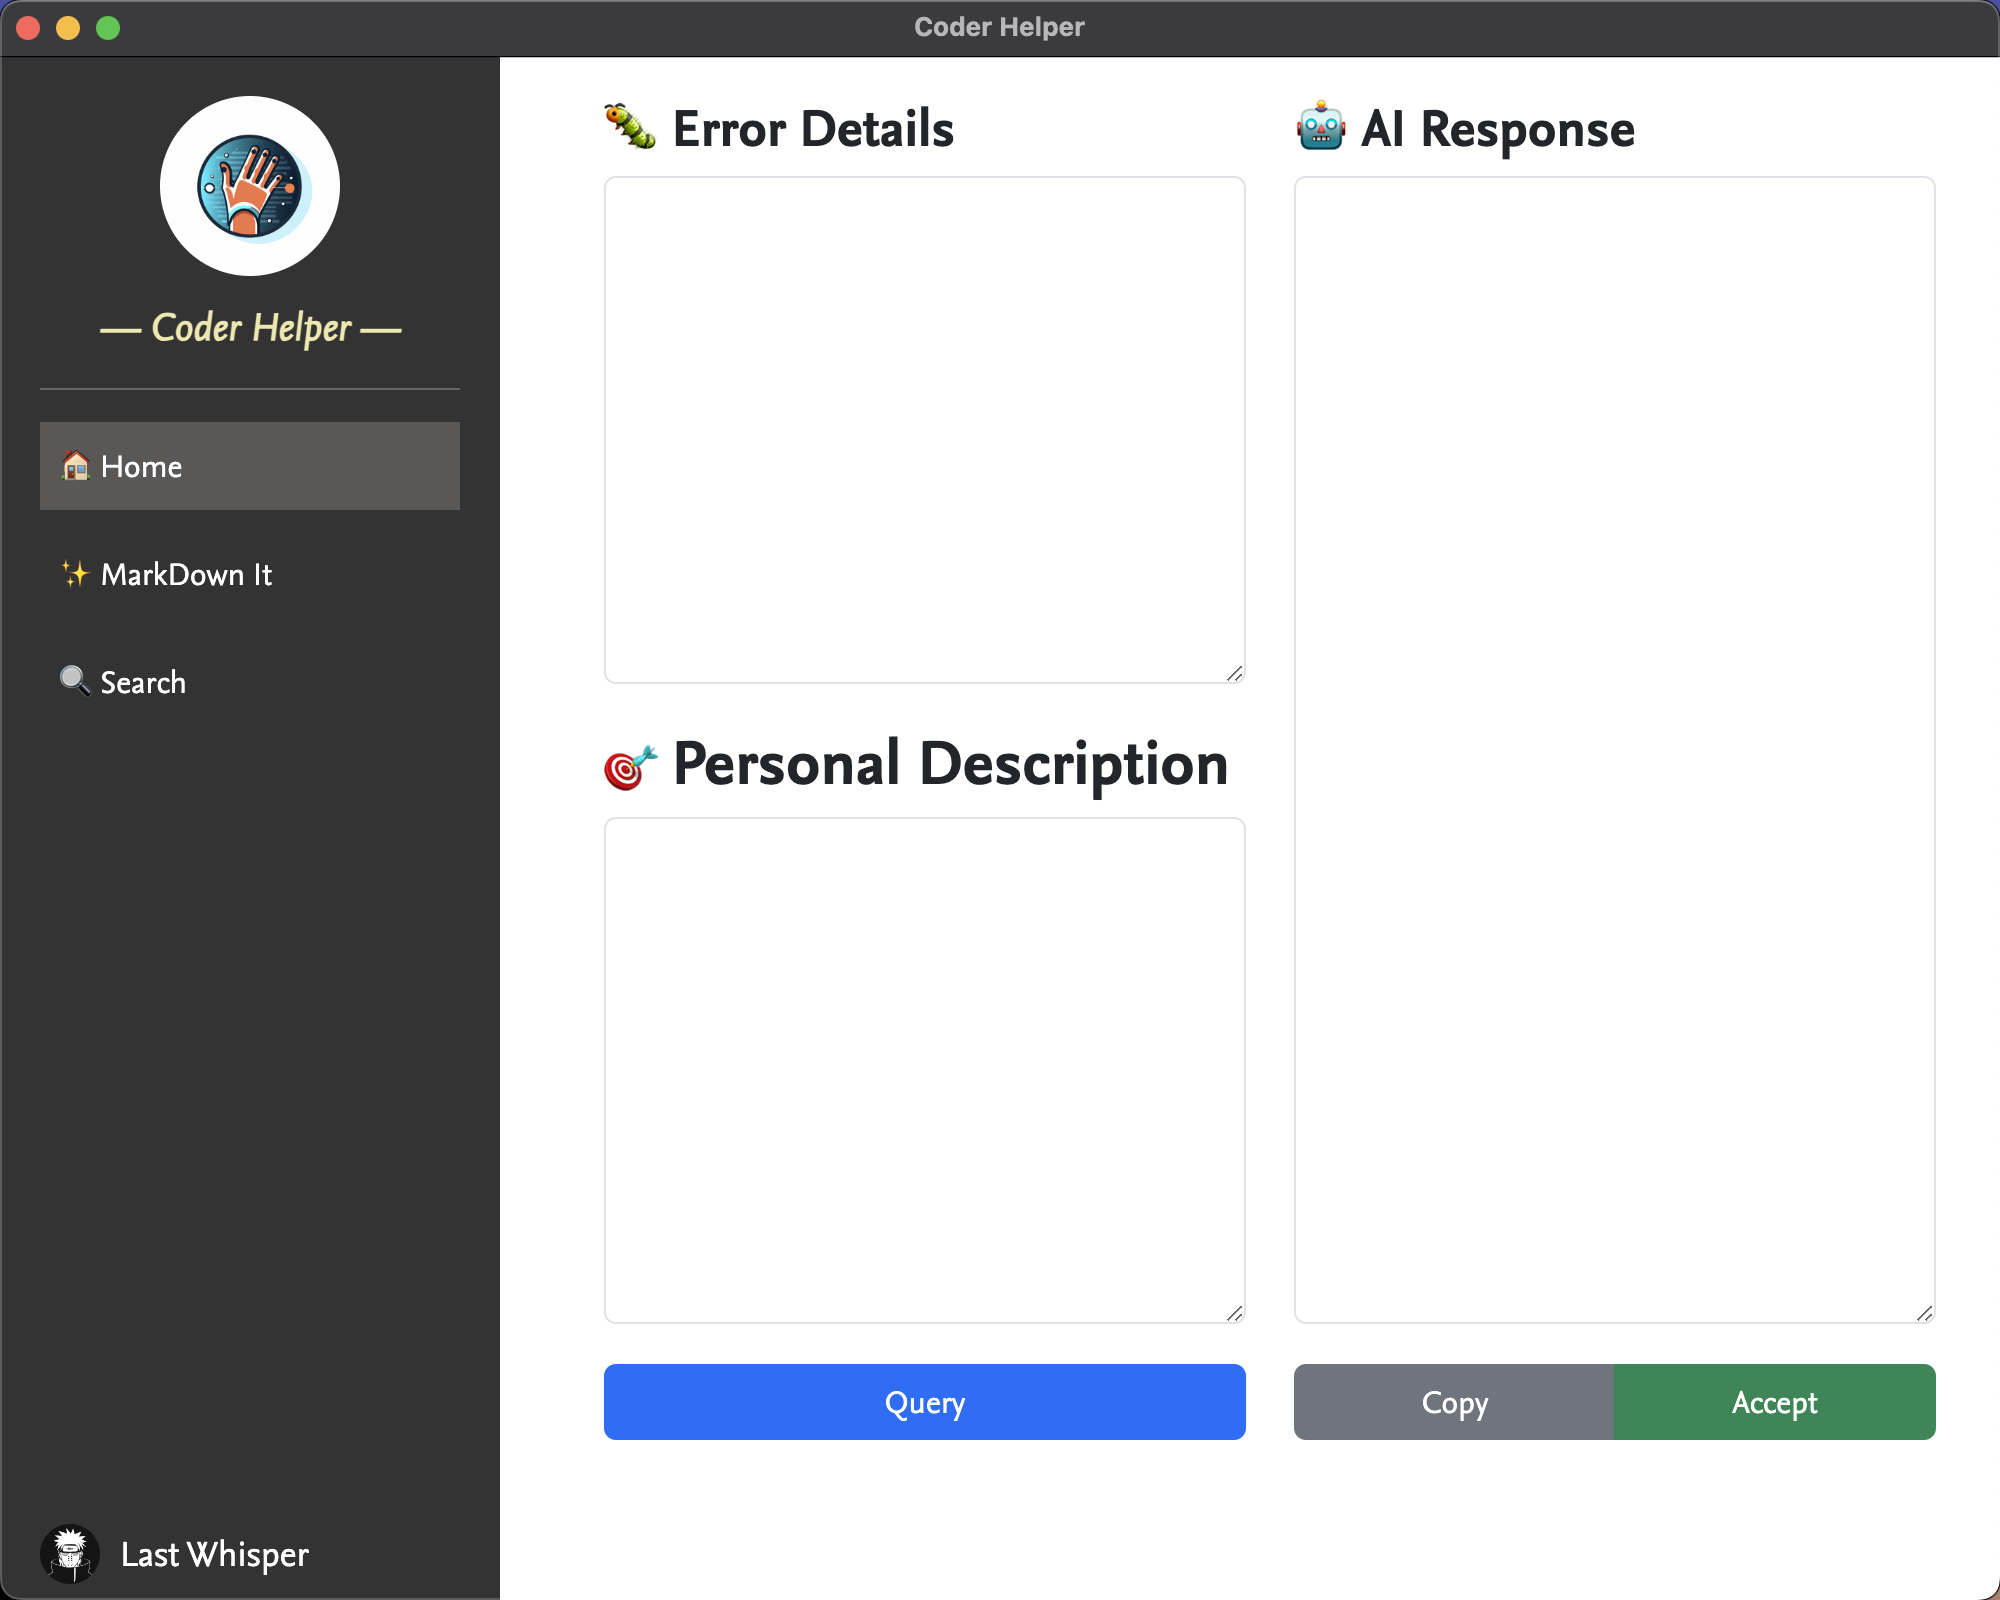 Coder Helper
— Coder Helper —
🏠 Home
✨ MarkDown It
🔍 Search
Last Whisper
🐛 Error Details
🎯 Personal Description
Query
🤖 AI Response
Copy
Accept